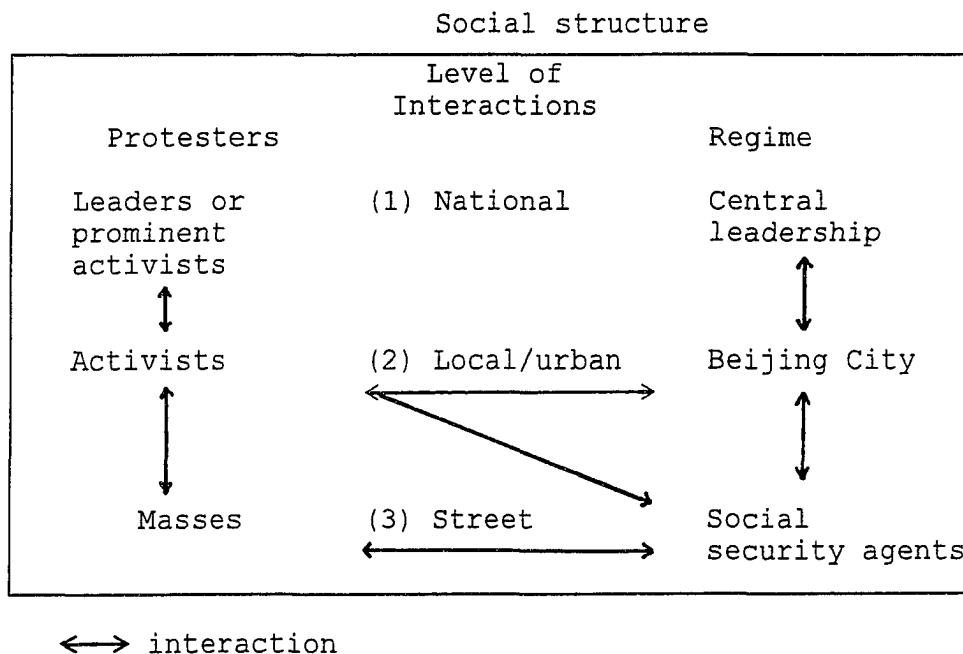 Social structure
Level of
Interactions
Protesters Regime
Leaders or (1) National Central
prominent leadership
activists
Activists (2) Local/urban Beijing City
Masses (3) Street Social
security agents
interaction